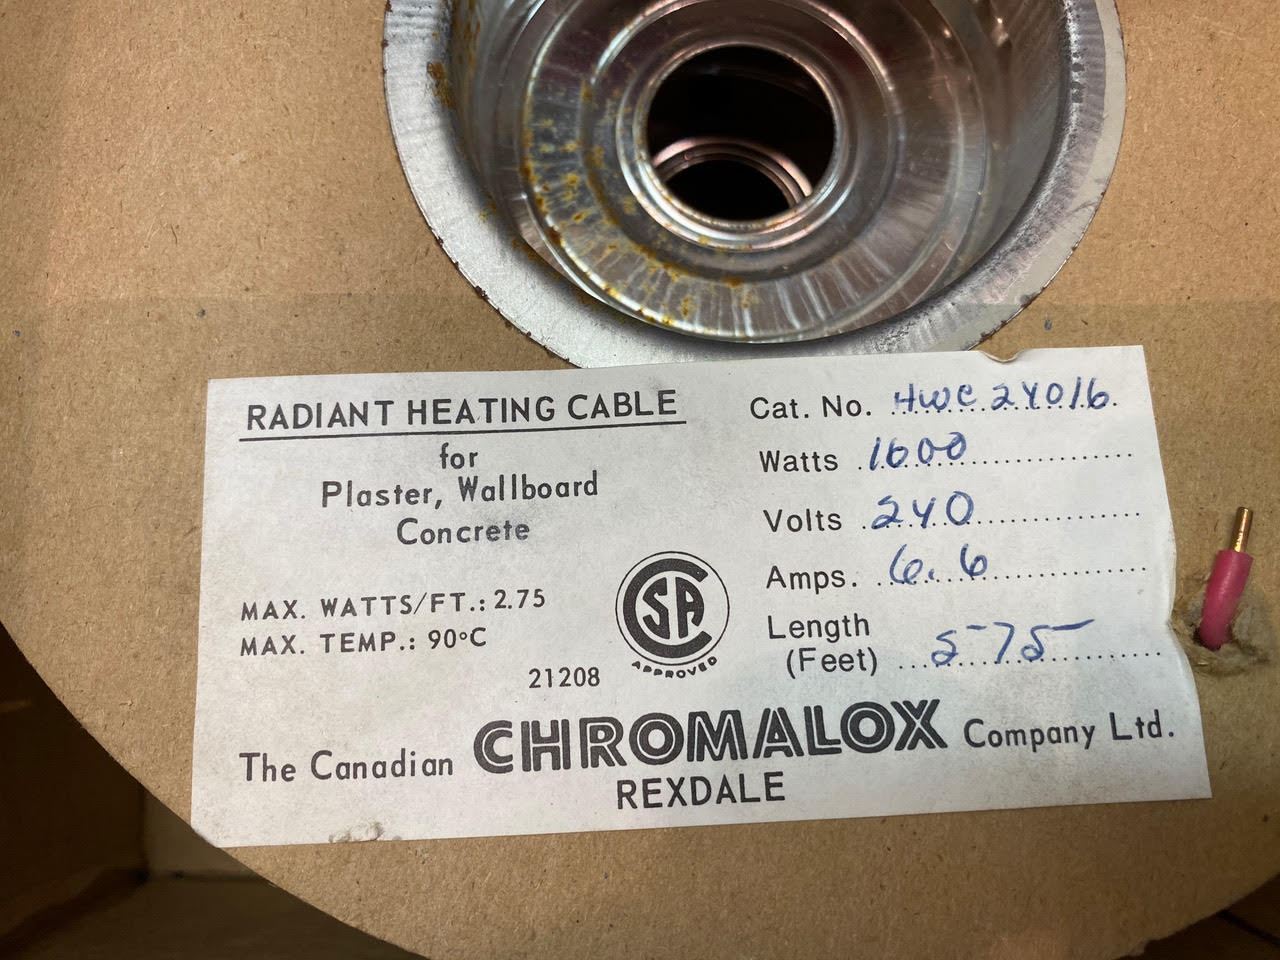 RADIANT HEATING CABLE
for
Plaster, Wallboard
Concrete
MAX. WATTS/FT.: 2.75
MAX. TEMP.: 90°C
21208
CSA
APPROVED
Cat. No. HWC 24016
Watts 1600
Volts 240
Amps. 6.6
Length
(Feet) 575
The Canadian CHROMALOX Company Ltd.
REXDALE